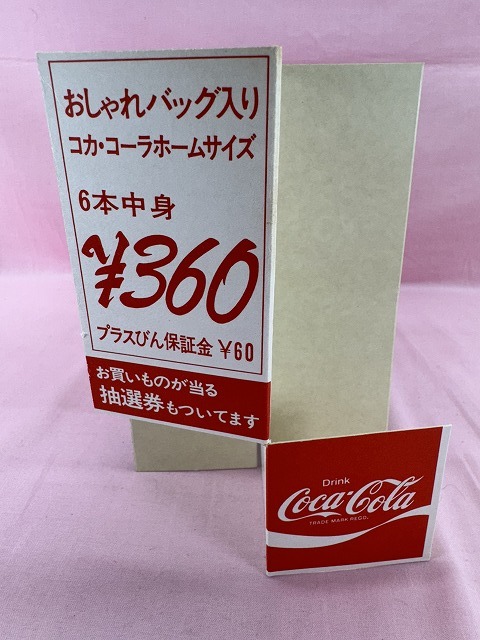 おしゃれバッグ入り
コカ・コーラホームサイズ
6本中身
¥360
プラスびん保証金 ¥60
お買いものが当る
抽選券もついてます
Drink
Coca-Cola
TRADE MARK REGD.